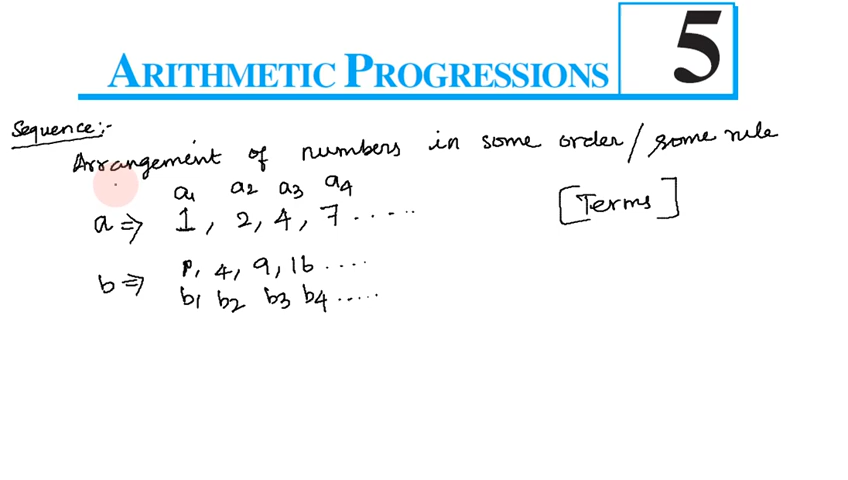 ARITHMETIC PROGRESSIONS 5
Sequence:-
Arrangement of numbers in some order/some rule
a1 a2 a3 a4
a ⇒ 1, 2, 4, 7.....
[Terms]
b ⇒ 1, 4, 9, 16....
b1 b2 b3 b4.....